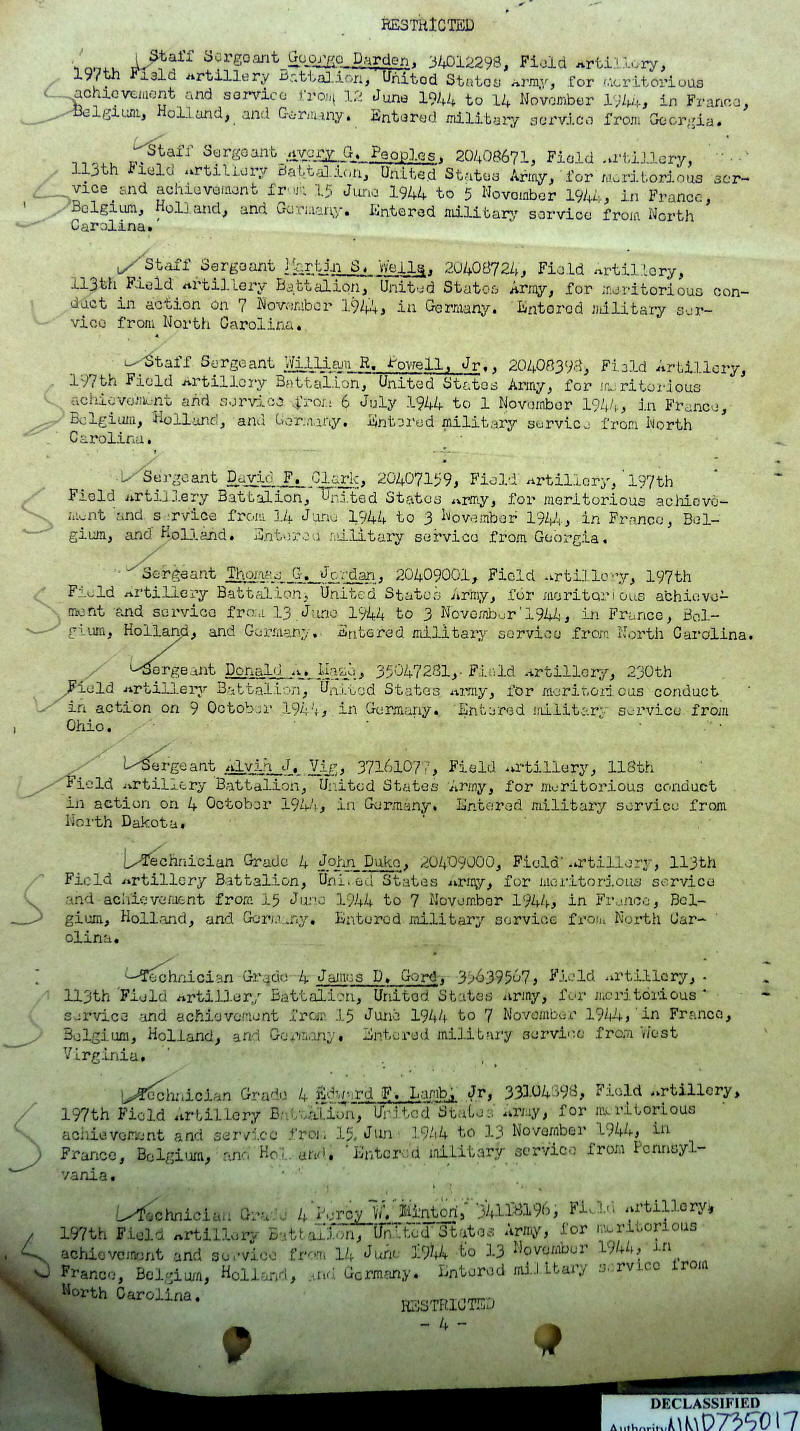 RESTRICTED
Staff Sergeant George Darden, 34012298, Field Artillery,
197th Field Artillery Battalion, United States Army, for meritorious
achievement and service from 12 June 1944 to 14 November 1944, in France,
Belgium, Holland, and Germany. Entered military service from Georgia.
Staff Sergeant Avery G. Peoples, 20408671, Field Artillery,
113th Field Artillery Battalion, United States Army, for meritorious ser-
vice and achievement from 15 June 1944 to 5 November 1944, in France,
Belgium, Holland, and Germany. Entered military service from North
Carolina.
Staff Sergeant Martin S. Wells, 20408724, Field Artillery,
113th Field Artillery Battalion, United States Army, for meritorious con-
duct in action on 7 November 1944, in Germany. Entered military ser-
vice from North Carolina.
Staff Sergeant William R. Powell, Jr., 20408398, Field Artillery,
197th Field Artillery Battalion, United States Army, for meritorious
achievement and service from 6 July 1944 to 1 November 1944, in France,
Belgium, Holland, and Germany. Entered military service from North
Carolina.
Sergeant David F. Clark, 20407159, Field Artillery, 197th
Field Artillery Battalion, United States Army, for meritorious achieve-
ment and service from 14 June 1944 to 3 November 1944, in France, Bel-
gium, and Holland. Entered military service from Georgia.
Sergeant Thomas G. Jordan, 20409001, Field Artillery, 197th
Field Artillery Battalion, United States Army, for meritorious achieve-
ment and service from 13 June 1944 to 3 November 1944, in France, Bel-
gium, Holland, and Germany. Entered military service from North Carolina.
Sergeant Donald A. 35047281, Field Artillery, 230th
Field Artillery Battalion, United States Army, for meritorious conduct
in action on 9 October 1944, in Germany. Entered military service from
Ohio.
Sergeant Alvin J. Vig, 37161077, Field Artillery, 118th
Field Artillery Battalion, United States Army, for meritorious conduct
in action on 4 October 1944, in Germany. Entered military service from
North Dakota.
Technician Grade 4 John Duke, 20409000, Field Artillery, 113th
Field Artillery Battalion, United States Army, for meritorious service
and achievement from 15 June 1944 to 7 November 1944, in France, Bel-
gium, Holland, and Germany. Entered military service from North Car-
olina.
Technician Grade 4 James D. Gord, 35639567, Field Artillery,
113th Field Artillery Battalion, United States Army, for meritorious
service and achievement from 15 June 1944 to 7 November 1944, in France,
Belgium, Holland, and Germany. Entered military service from West
Virginia.
Technician Grade 4 Edward F. Lamb, Jr, 33104898, Field Artillery,
197th Field Artillery Battalion, United States Army, for meritorious
achievement and service from 15 June 1944 to 13 November 1944, in
France, Belgium, and Holland. Entered military service from Pennsyl-
vania.
Technician Grade 4 Percy W. Minton, 34118196, Field Artillery,
197th Field Artillery Battalion, United States Army, for meritorious
achievement and service from 14 June 1944 to 13 November 1944, in
France, Belgium, Holland, and Germany. Entered military service from
North Carolina.
RESTRICTED
- 4 -
DECLASSIFIED
Authority NND735017